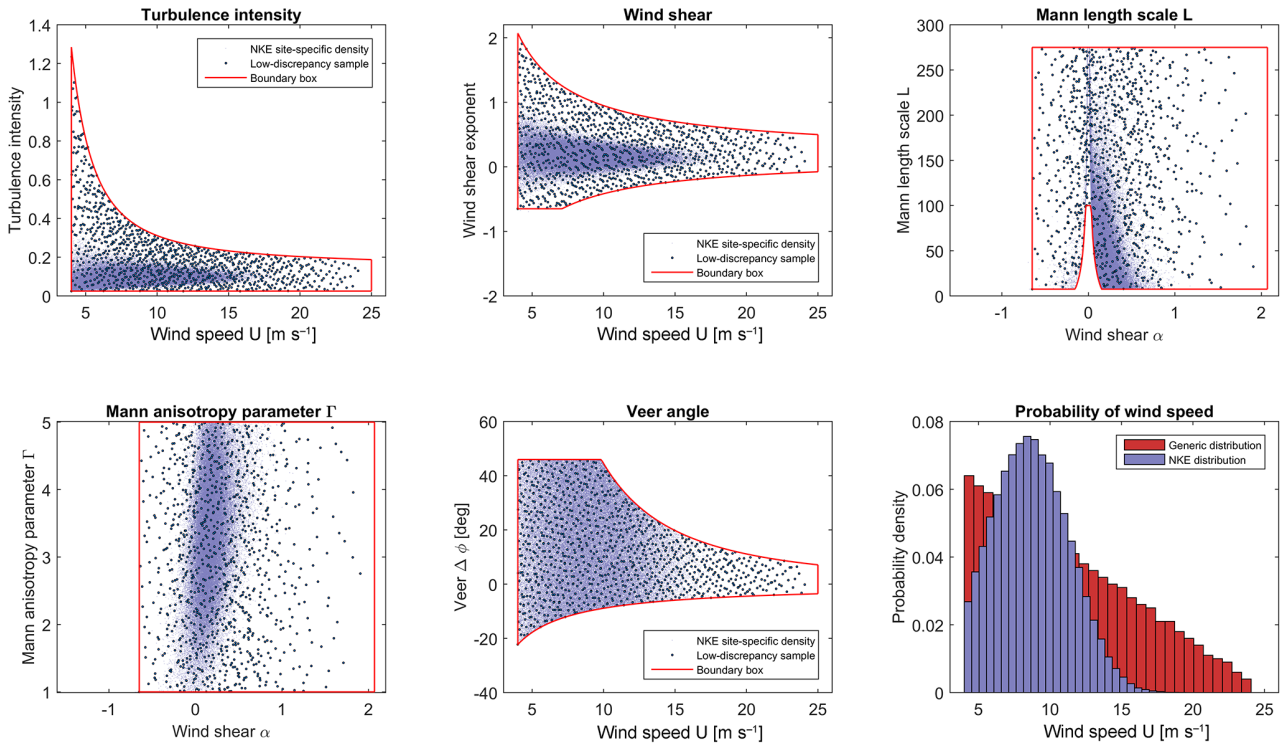 Turbulence intensity
1.4
1.2
1
0.8
0.6
0.4
0.2
0
Turbulence intensity
NKE site-specific density
Low-discrepancy sample
Boundary box
5 10 15 20 25
Wind speed U [m s⁻¹]
Wind shear
2
1
0
-1
-2
Wind shear exponent
NKE site-specific density
Low-discrepancy sample
Boundary box
5 10 15 20 25
Wind speed U [m s⁻¹]
Mann length scale L
300
250
200
150
100
50
0
Mann length scale L
-1 0 1 2
Wind shear α
Mann anisotropy parameter Γ
5
4
3
2
1
Mann anisotropy parameter Γ
-1 0 1 2
Wind shear α
Veer angle
60
40
20
0
-20
-40
Veer Δ ϕ [deg]
NKE site-specific density
Low-discrepancy sample
Boundary box
5 10 15 20 25
Wind speed U [m s⁻¹]
Probability of wind speed
0.08
0.06
0.04
0.02
0
Probability density
Generic distribution
NKE distribution
5 10 15 20 25
Wind speed U [m s⁻¹]